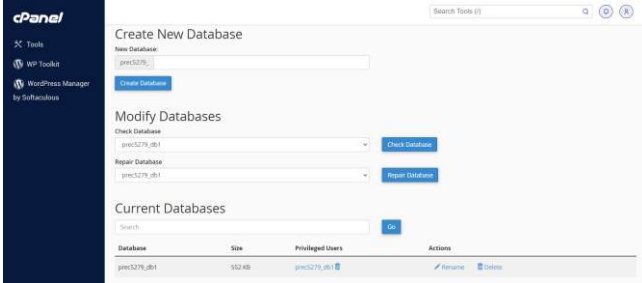 cPanel
Search Tools (/)
Tools
WP Toolkit
WordPress Manager
by Softaculous
Create New Database
New Database:
prec5279_
Create Database
Modify Databases
Check Database
prec5279_db1
Check Database
Repair Database
prec5279_db1
Repair Database
Current Databases
Search
Go
Database Size Privileged Users Actions
prec5279_db1 552 KB prec5279_db1 Rename Delete